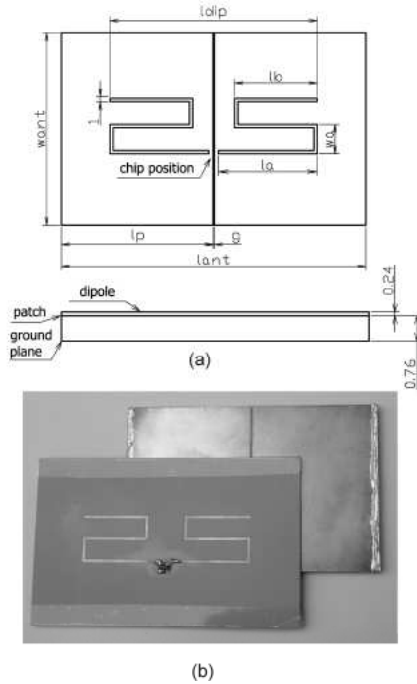 ldip
lb
want
1
wa
chip position
la
lp
g
lant
dipole
0.24
patch
ground
plane
0.76
(a)
(b)